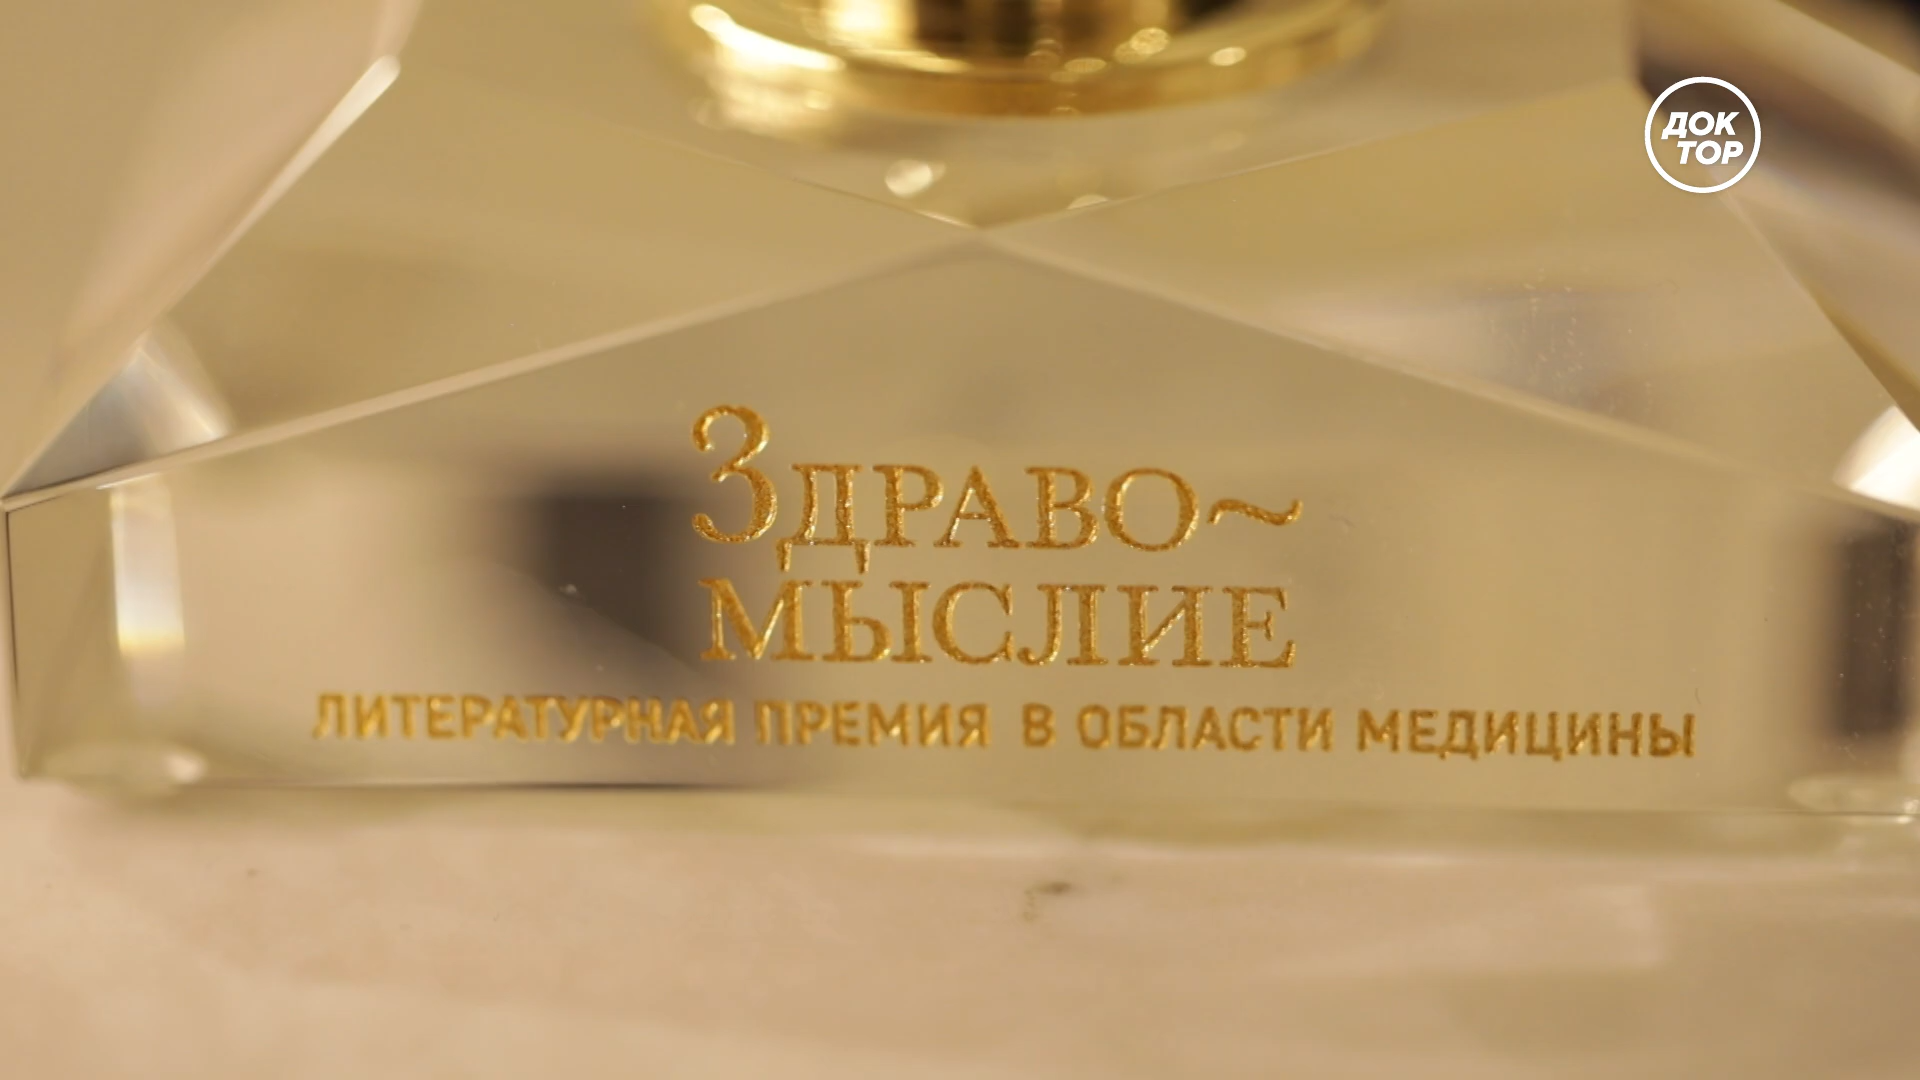 ДОК
ТОР
Здраво~
мыслие
ЛИТЕРАТУРНАЯ ПРЕМИЯ В ОБЛАСТИ МЕДИЦИНЫ